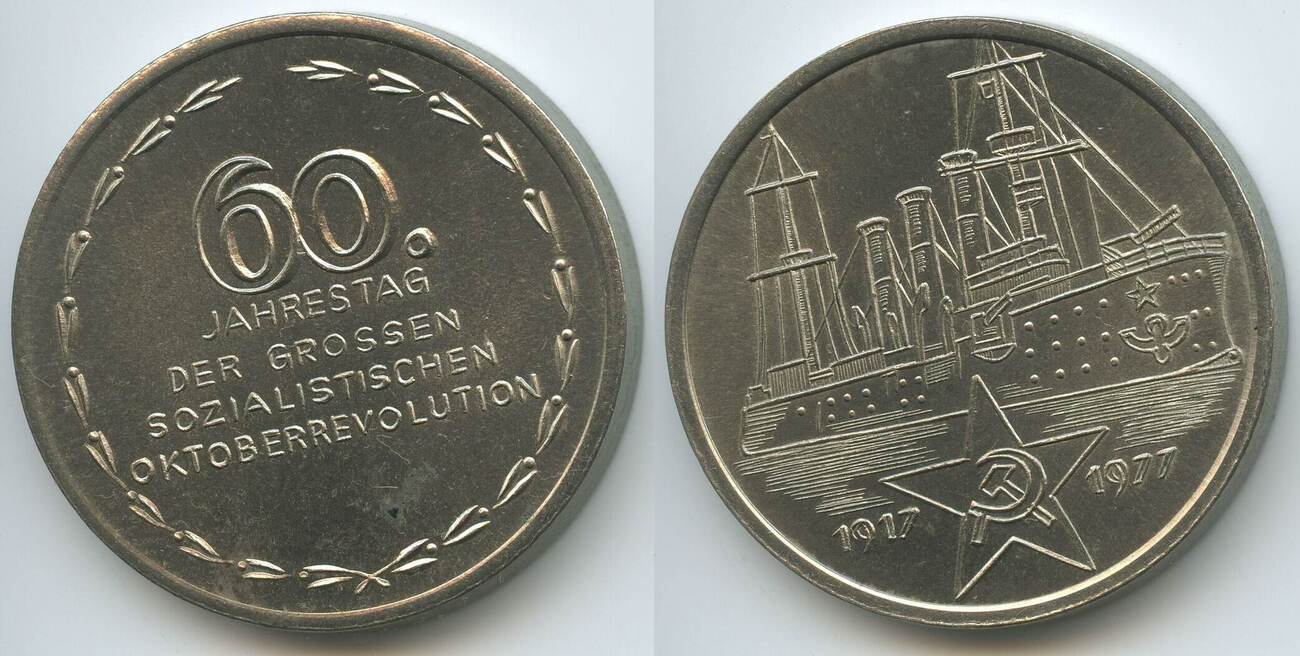 60.
JAHRESTAG
DER GROSSEN
SOZIALISTISCHEN
OKTOBERREVOLUTION
1917
1977